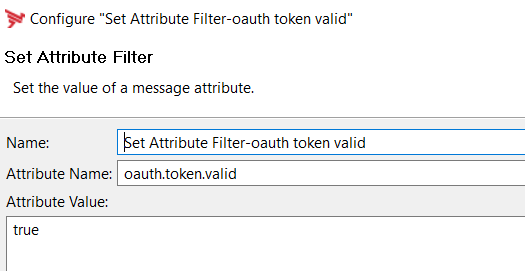 Configure "Set Attribute Filter-oauth token valid"
Set Attribute Filter
Set the value of a message attribute.
Name: Set Attribute Filter-oauth token valid
Attribute Name: oauth.token.valid
Attribute Value:
true